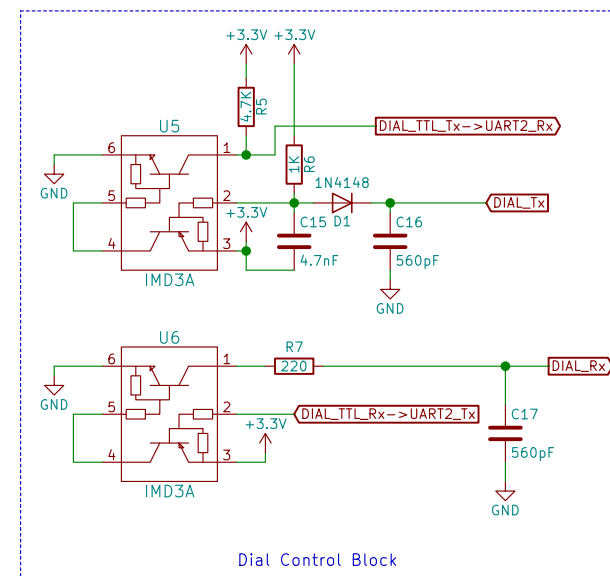 +3.3V +3.3V
4.7K
R5
U5
DIAL_TTL_Tx->UART2_Rx
6 1
1K
R6
GND
1N4148
5 2
DIAL_Tx
+3.3V
C15 D1 C16
4 3
4.7nF 560pF
IMD3A
GND
U6
R7
6 1
220
DIAL_Rx
GND
5 2
DIAL_TTL_Rx->UART2_Tx
C17
+3.3V
4 3
560pF
IMD3A
GND
Dial Control Block